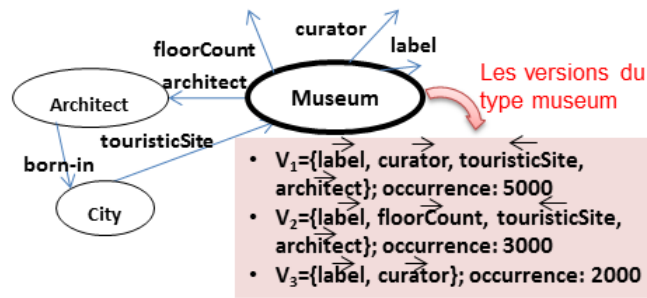 floorCount
curator
label
architect
Museum
Architect
Les versions du
type museum
touristicSite
born-in
City
• V₁={label, curator, touristicSite,
architect}; occurrence: 5000
• V₂={label, floorCount, touristicSite,
architect}; occurrence: 3000
• V₃={label, curator}; occurrence: 2000